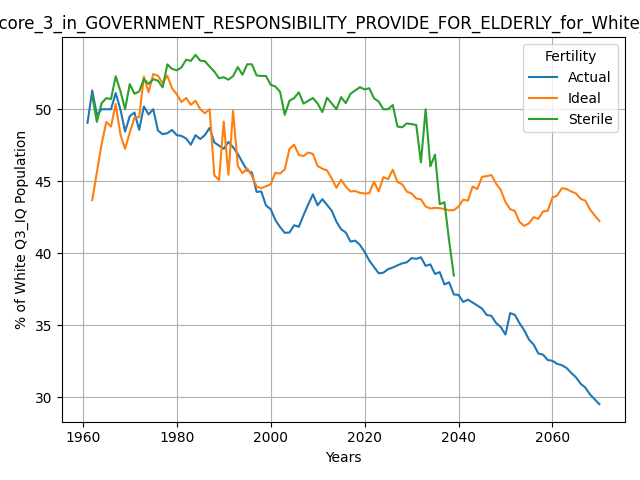 core_3_in_GOVERNMENT_RESPONSIBILITY_PROVIDE_FOR_ELDERLY_for_White_
Fertility
Actual
Ideal
Sterile
% of White Q3_IQ Population
50
45
40
35
30
1960
1980
2000
2020
2040
2060
Years